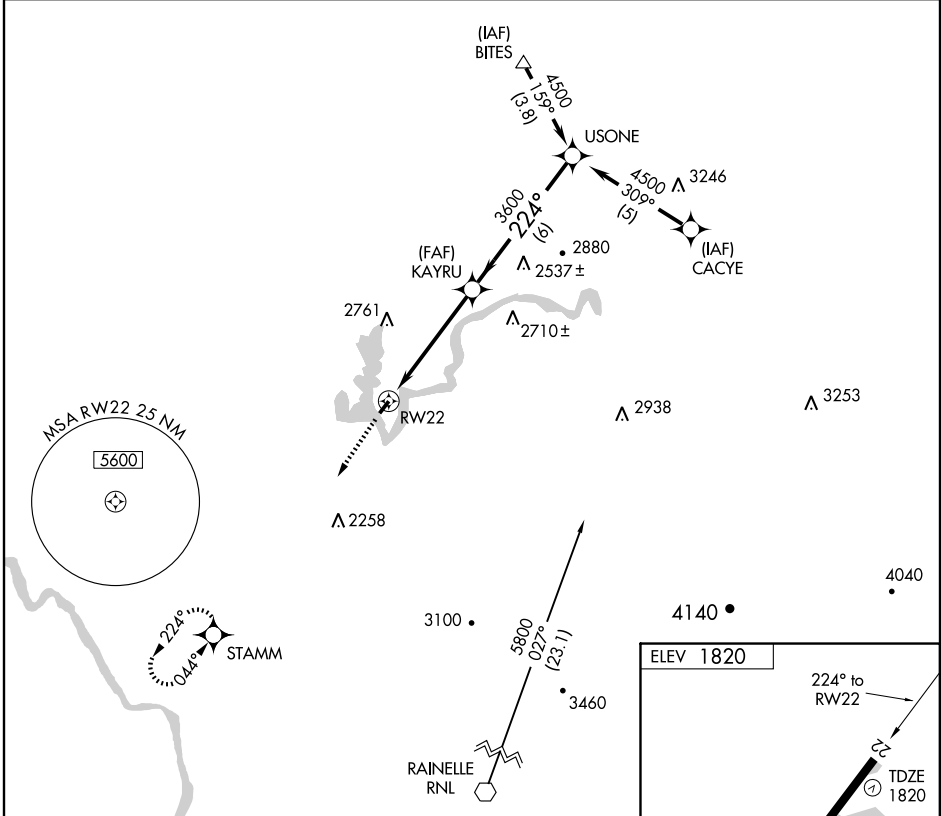 (IAF)
BITES
4500
159°
(3.8)
USONE
4500
309°
(5)
3246
(IAF)
CACYE
3600
224°
(6)
2880
2537 ±
(FAF)
KAYRU
2761
2710 ±
RW22
2938
3253
MSA RW22 25 NM
5600
2258
224°
044°
STAMM
3100
5800
027°
(23.1)
3460
4140
4040
RAINELLE
RNL
ELEV 1820
224° to
RW22
22
TDZE
1820